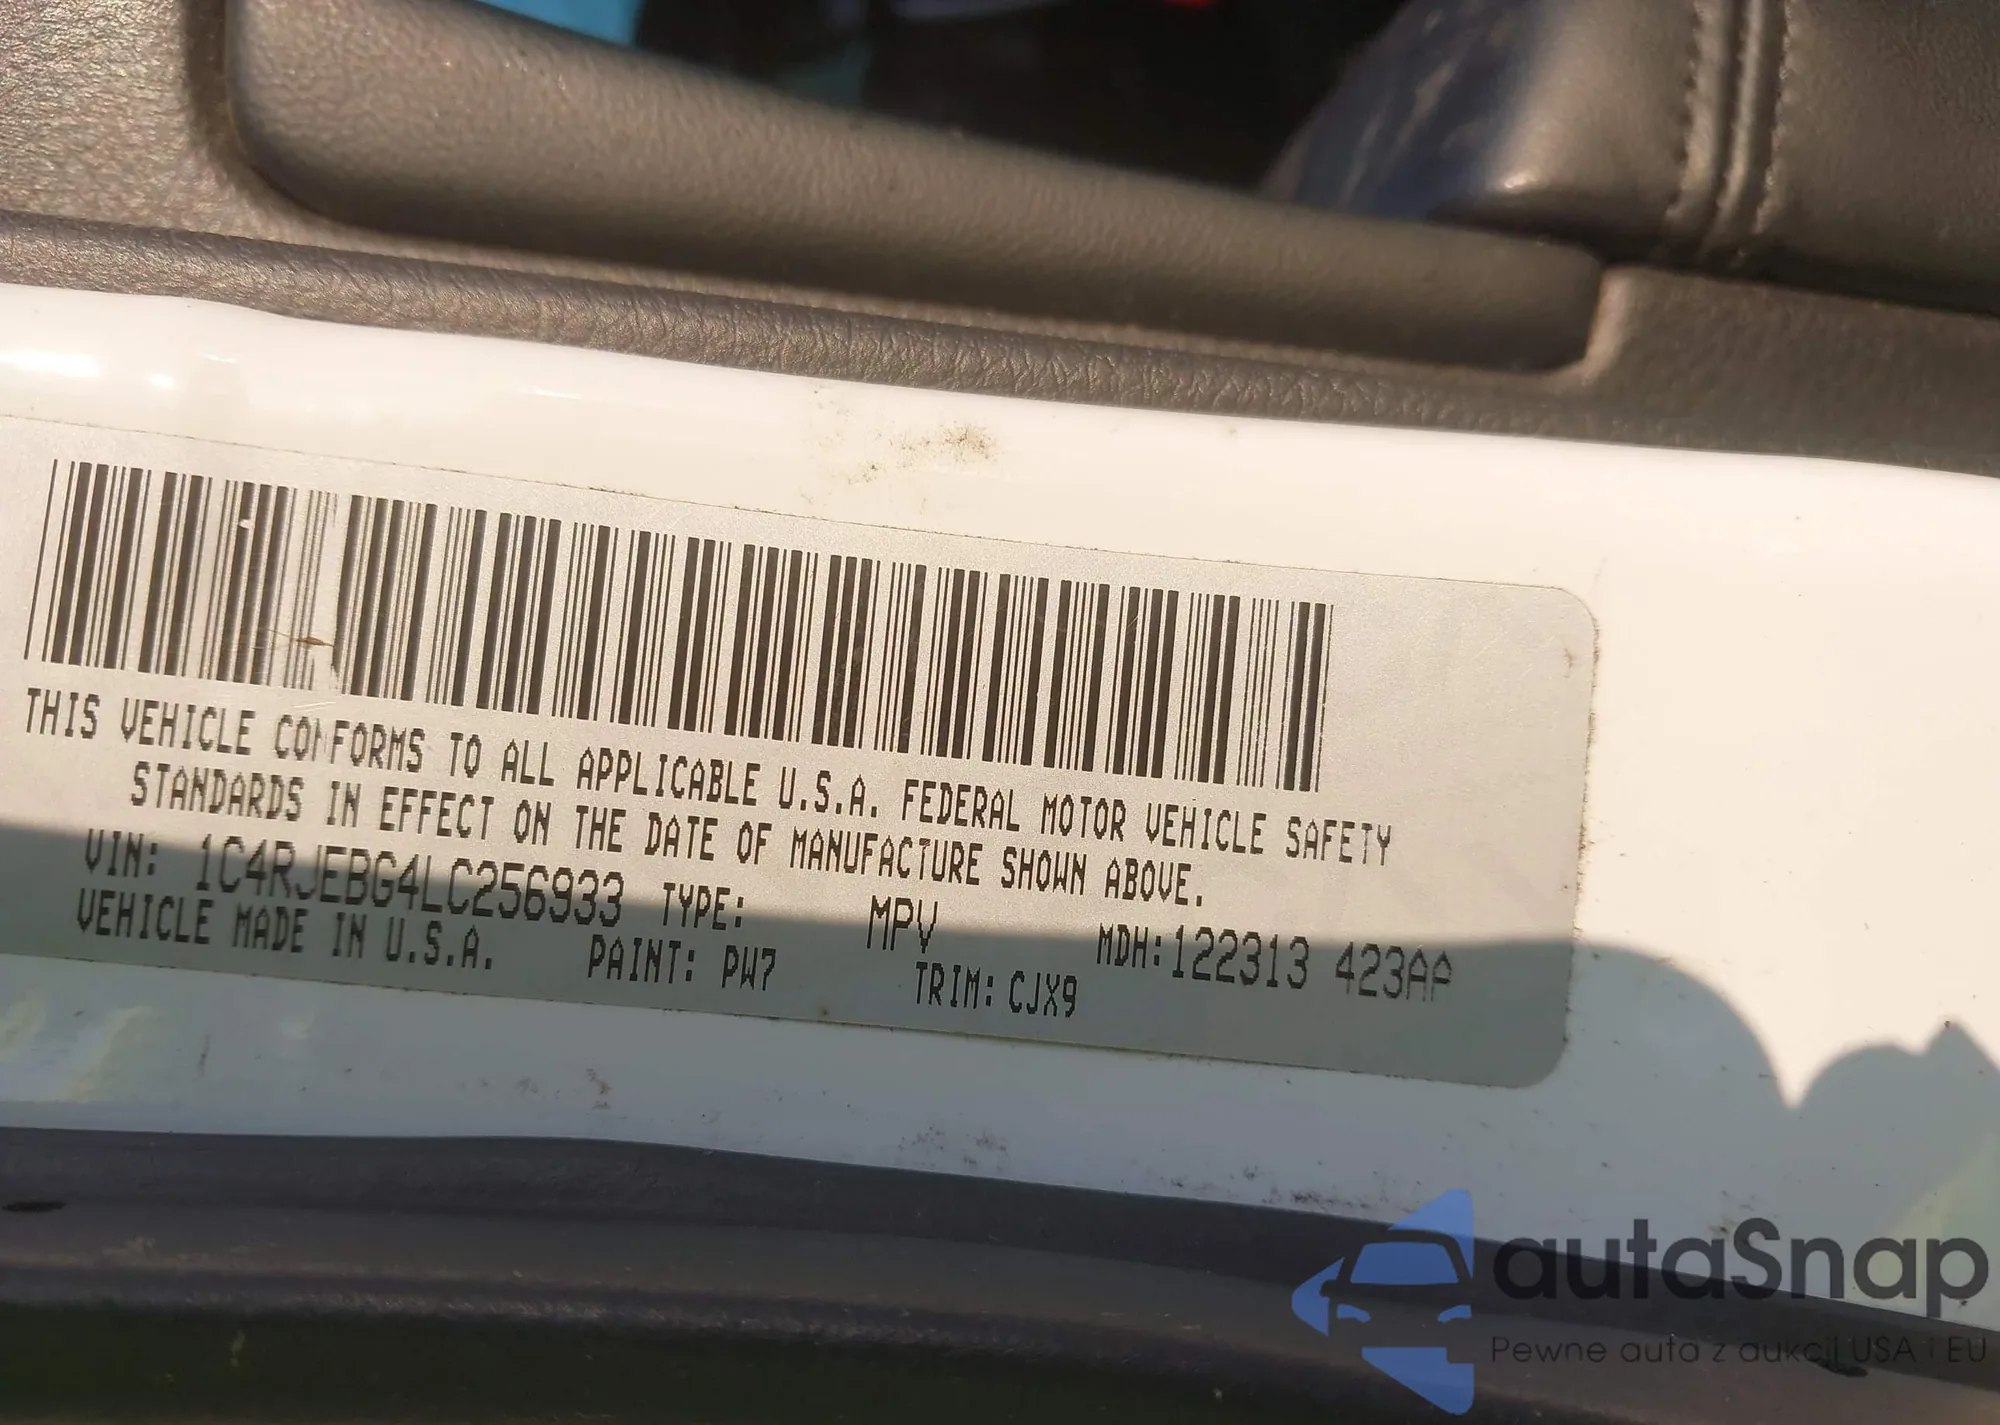 THIS VEHICLE CONFORMS TO ALL APPLICABLE U.S.A. FEDERAL MOTOR VEHICLE SAFETY
STANDARDS IN EFFECT ON THE DATE OF MANUFACTURE SHOWN ABOVE.
VIN: 1C4RJEBG4LC256933 TYPE: MPV MDH:122313 423AA
VEHICLE MADE IN U.S.A. PAINT: PW7 TRIM: CJX9
autaSnap
Pewne auta z aukcji USA i EU